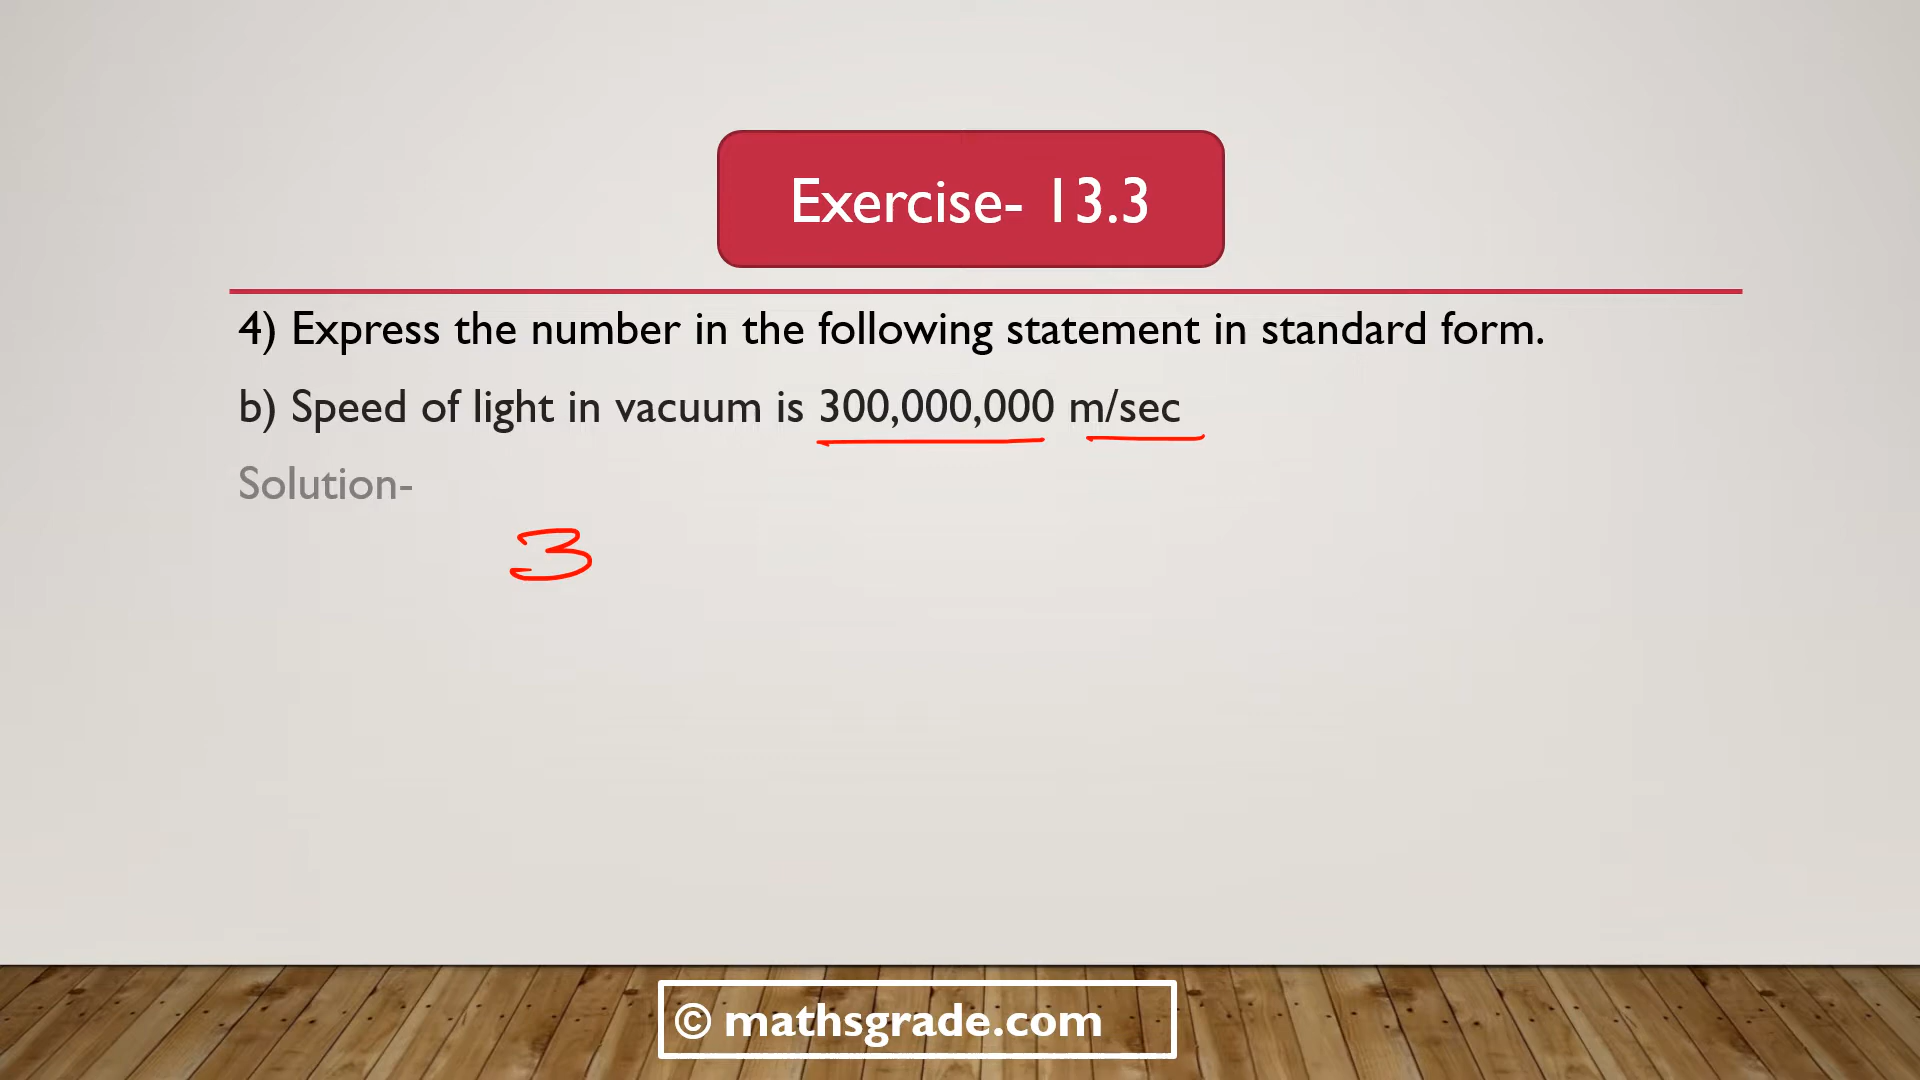 Exercise- 13.3
4) Express the number in the following statement in standard form.
b) Speed of light in vacuum is 300,000,000 m/sec
Solution-
3
© mathsgrade.com